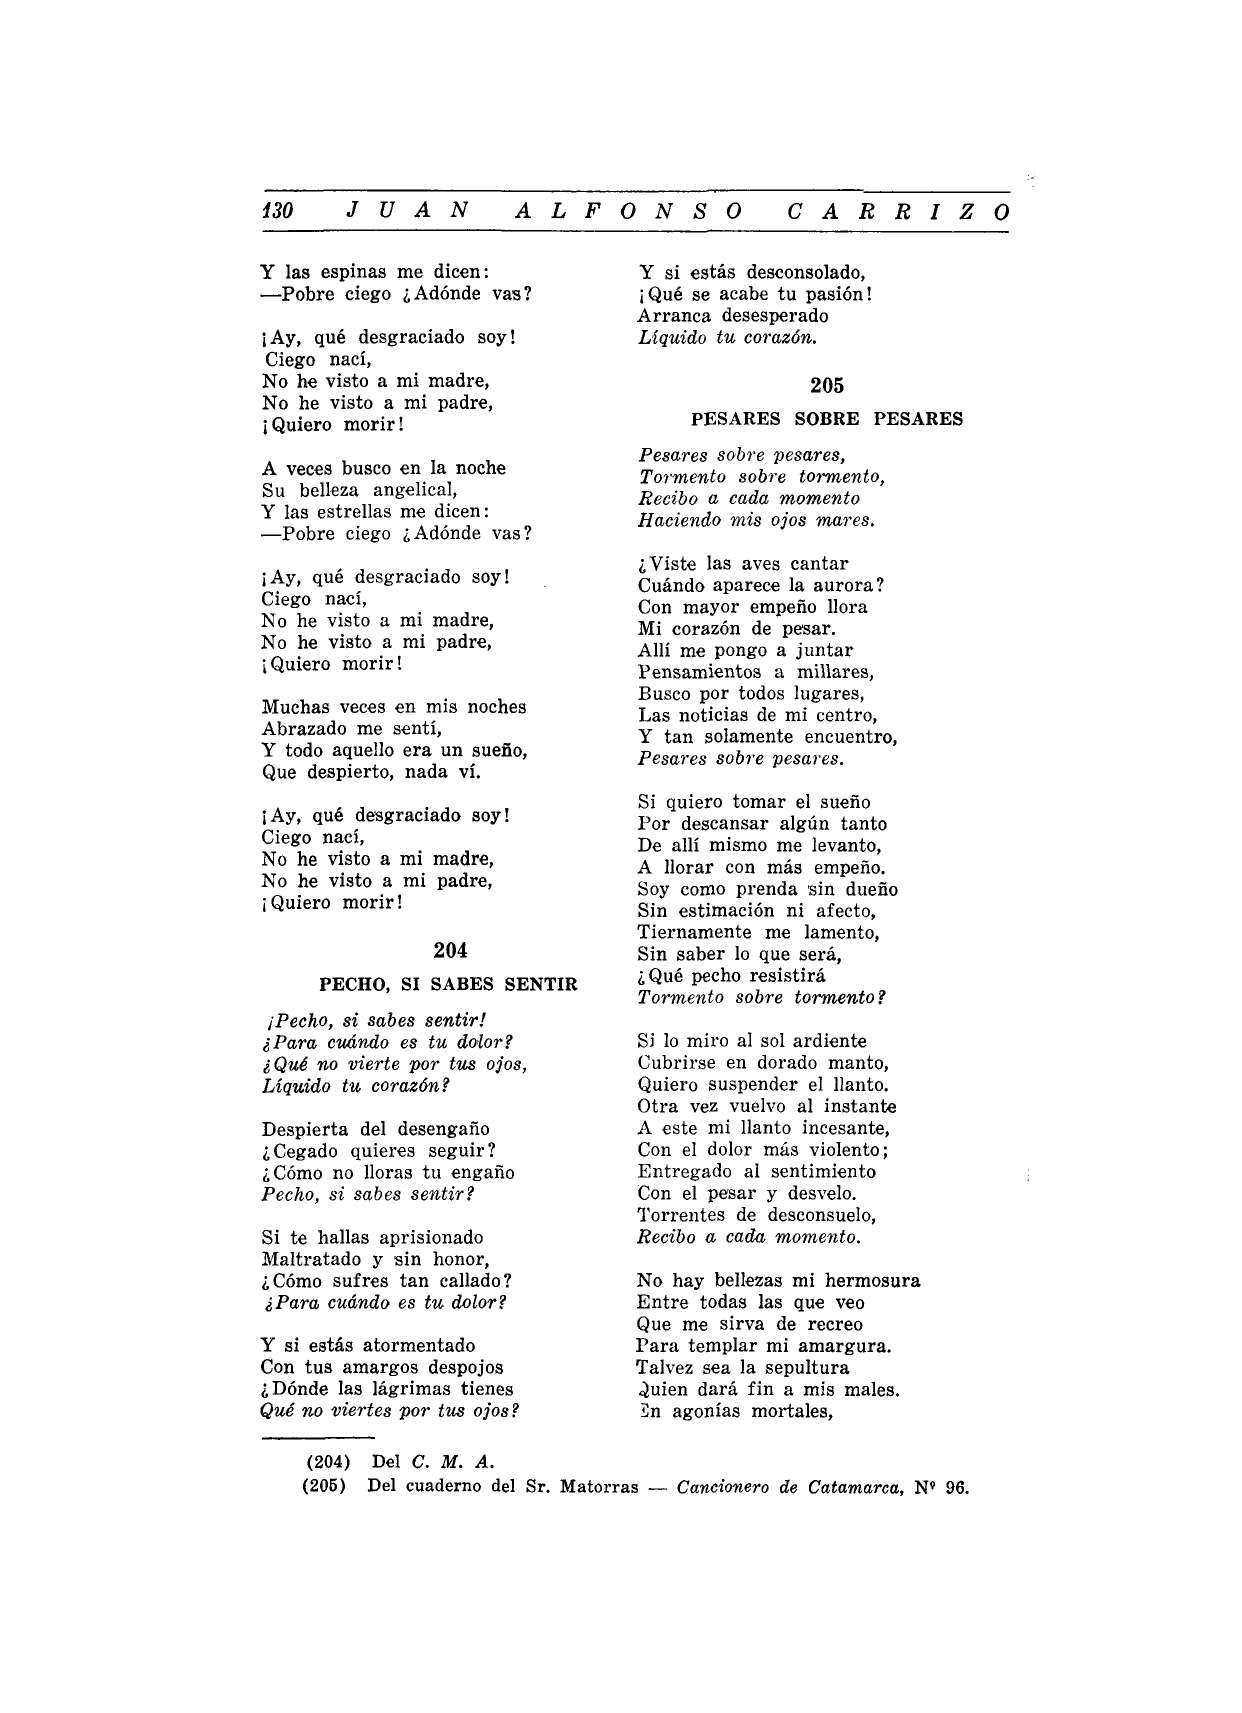 130 JUAN ALFONSO CARRIZO
Y las espinas me dicen:
—Pobre ciego ¿Adónde vas?
¡Ay, qué desgraciado soy!
Ciego nací,
No he visto a mi madre,
No he visto a mi padre,
¡Quiero morir!
A veces busco en la noche
Su belleza angelical,
Y las estrellas me dicen:
—Pobre ciego ¿Adónde vas?
¡Ay, qué desgraciado soy!
Ciego nací,
No he visto a mi madre,
No he visto a mi padre,
¡Quiero morir!
Muchas veces en mis noches
Abrazado me sentí,
Y todo aquello era un sueño,
Que despierto, nada ví.
¡Ay, qué desgraciado soy!
Ciego nací,
No he visto a mi madre,
No he visto a mi padre,
¡Quiero morir!
204
PECHO, SI SABES SENTIR
¡Pecho, si sabes sentir!
¿Para cuándo es tu dolor?
¿Qué no vierte por tus ojos,
Líquido tu corazón?
Despierta del desengaño
¿Cegado quieres seguir?
¿Cómo no lloras tu engaño
Pecho, si sabes sentir?
Si te hallas aprisionado
Maltratado y sin honor,
¿Cómo sufres tan callado?
¿Para cuándo es tu dolor?
Y si estás atormentado
Con tus amargos despojos
¿Dónde las lágrimas tienes
Qué no viertes por tus ojos?
Y si estás desconsolado,
¡Qué se acabe tu pasión!
Arranca desesperado
Líquido tu corazón.
205
PESARES SOBRE PESARES
Pesares sobre pesares,
Tormento sobre tormento,
Recibo a cada momento
Haciendo mis ojos mares.
¿Viste las aves cantar
Cuándo aparece la aurora?
Con mayor empeño llora
Mi corazón de pesar.
Allí me pongo a juntar
Pensamientos a millares,
Busco por todos lugares,
Las noticias de mi centro,
Y tan solamente encuentro,
Pesares sobre pesares.
Si quiero tomar el sueño
Por descansar algún tanto
De allí mismo me levanto,
A llorar con más empeño.
Soy como prenda sin dueño
Sin estimación ni afecto,
Tiernamente me lamento,
Sin saber lo que será,
¿Qué pecho resistirá
Tormento sobre tormento?
Si lo miro al sol ardiente
Cubrirse en dorado manto,
Quiero suspender el llanto.
Otra vez vuelvo al instante
A este mi llanto incesante,
Con el dolor más violento;
Entregado al sentimiento
Con el pesar y desvelo.
Torrentes de desconsuelo,
Recibo a cada momento.
No hay bellezas mi hermosura
Entre todas las que veo
Que me sirva de recreo
Para templar mi amargura.
Talvez sea la sepultura
Quien dará fin a mis males.
En agonías mortales,
(204) Del C. M. A.
(205) Del cuaderno del Sr. Matorras — Cancionero de Catamarca, Nº 96.